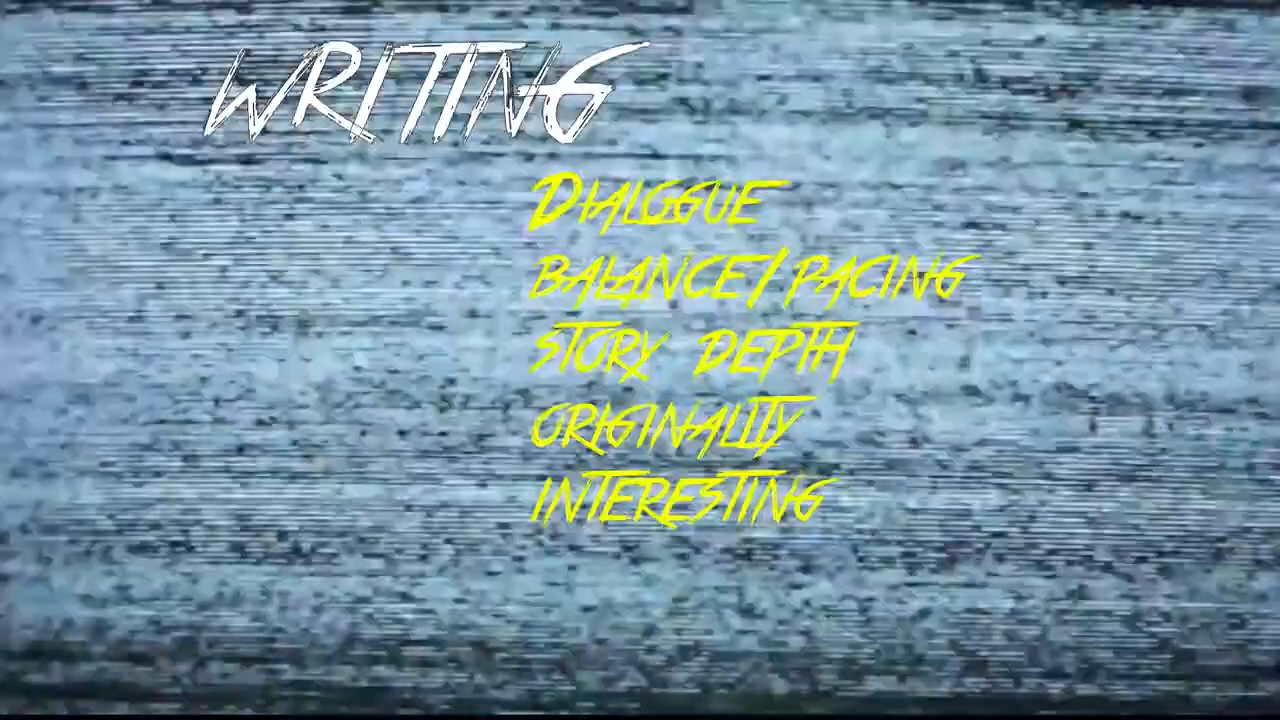 WRITING
DIALOGUE
BALANCE/PACING
STORY DEPTH
ORIGINALITY
INTERESTING